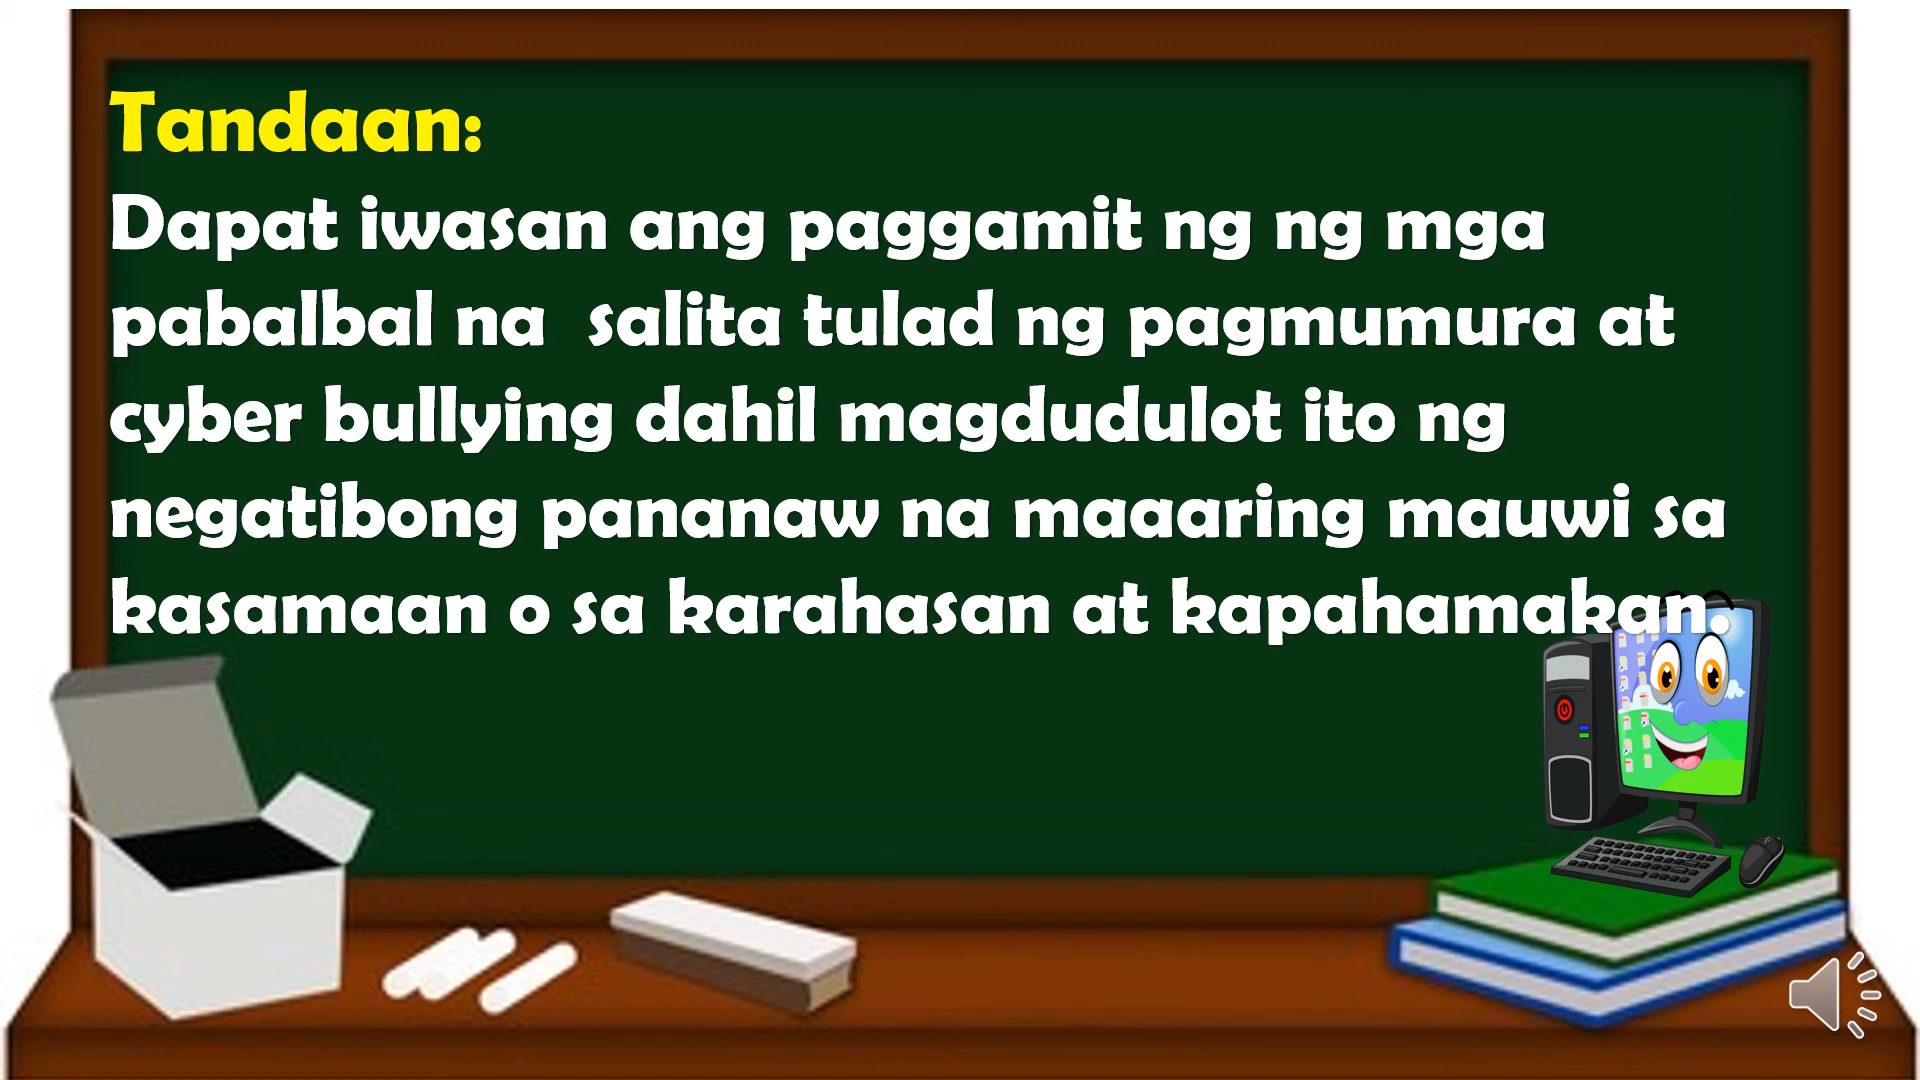 Tandaan:
Dapat iwasan ang paggamit ng ng mga
pabalbal na  salita tulad ng pagmumura at
cyber bullying dahil magdudulot ito ng
negatibong pananaw na maaaring mauwi sa
kasamaan o sa karahasan at kapahamakan.